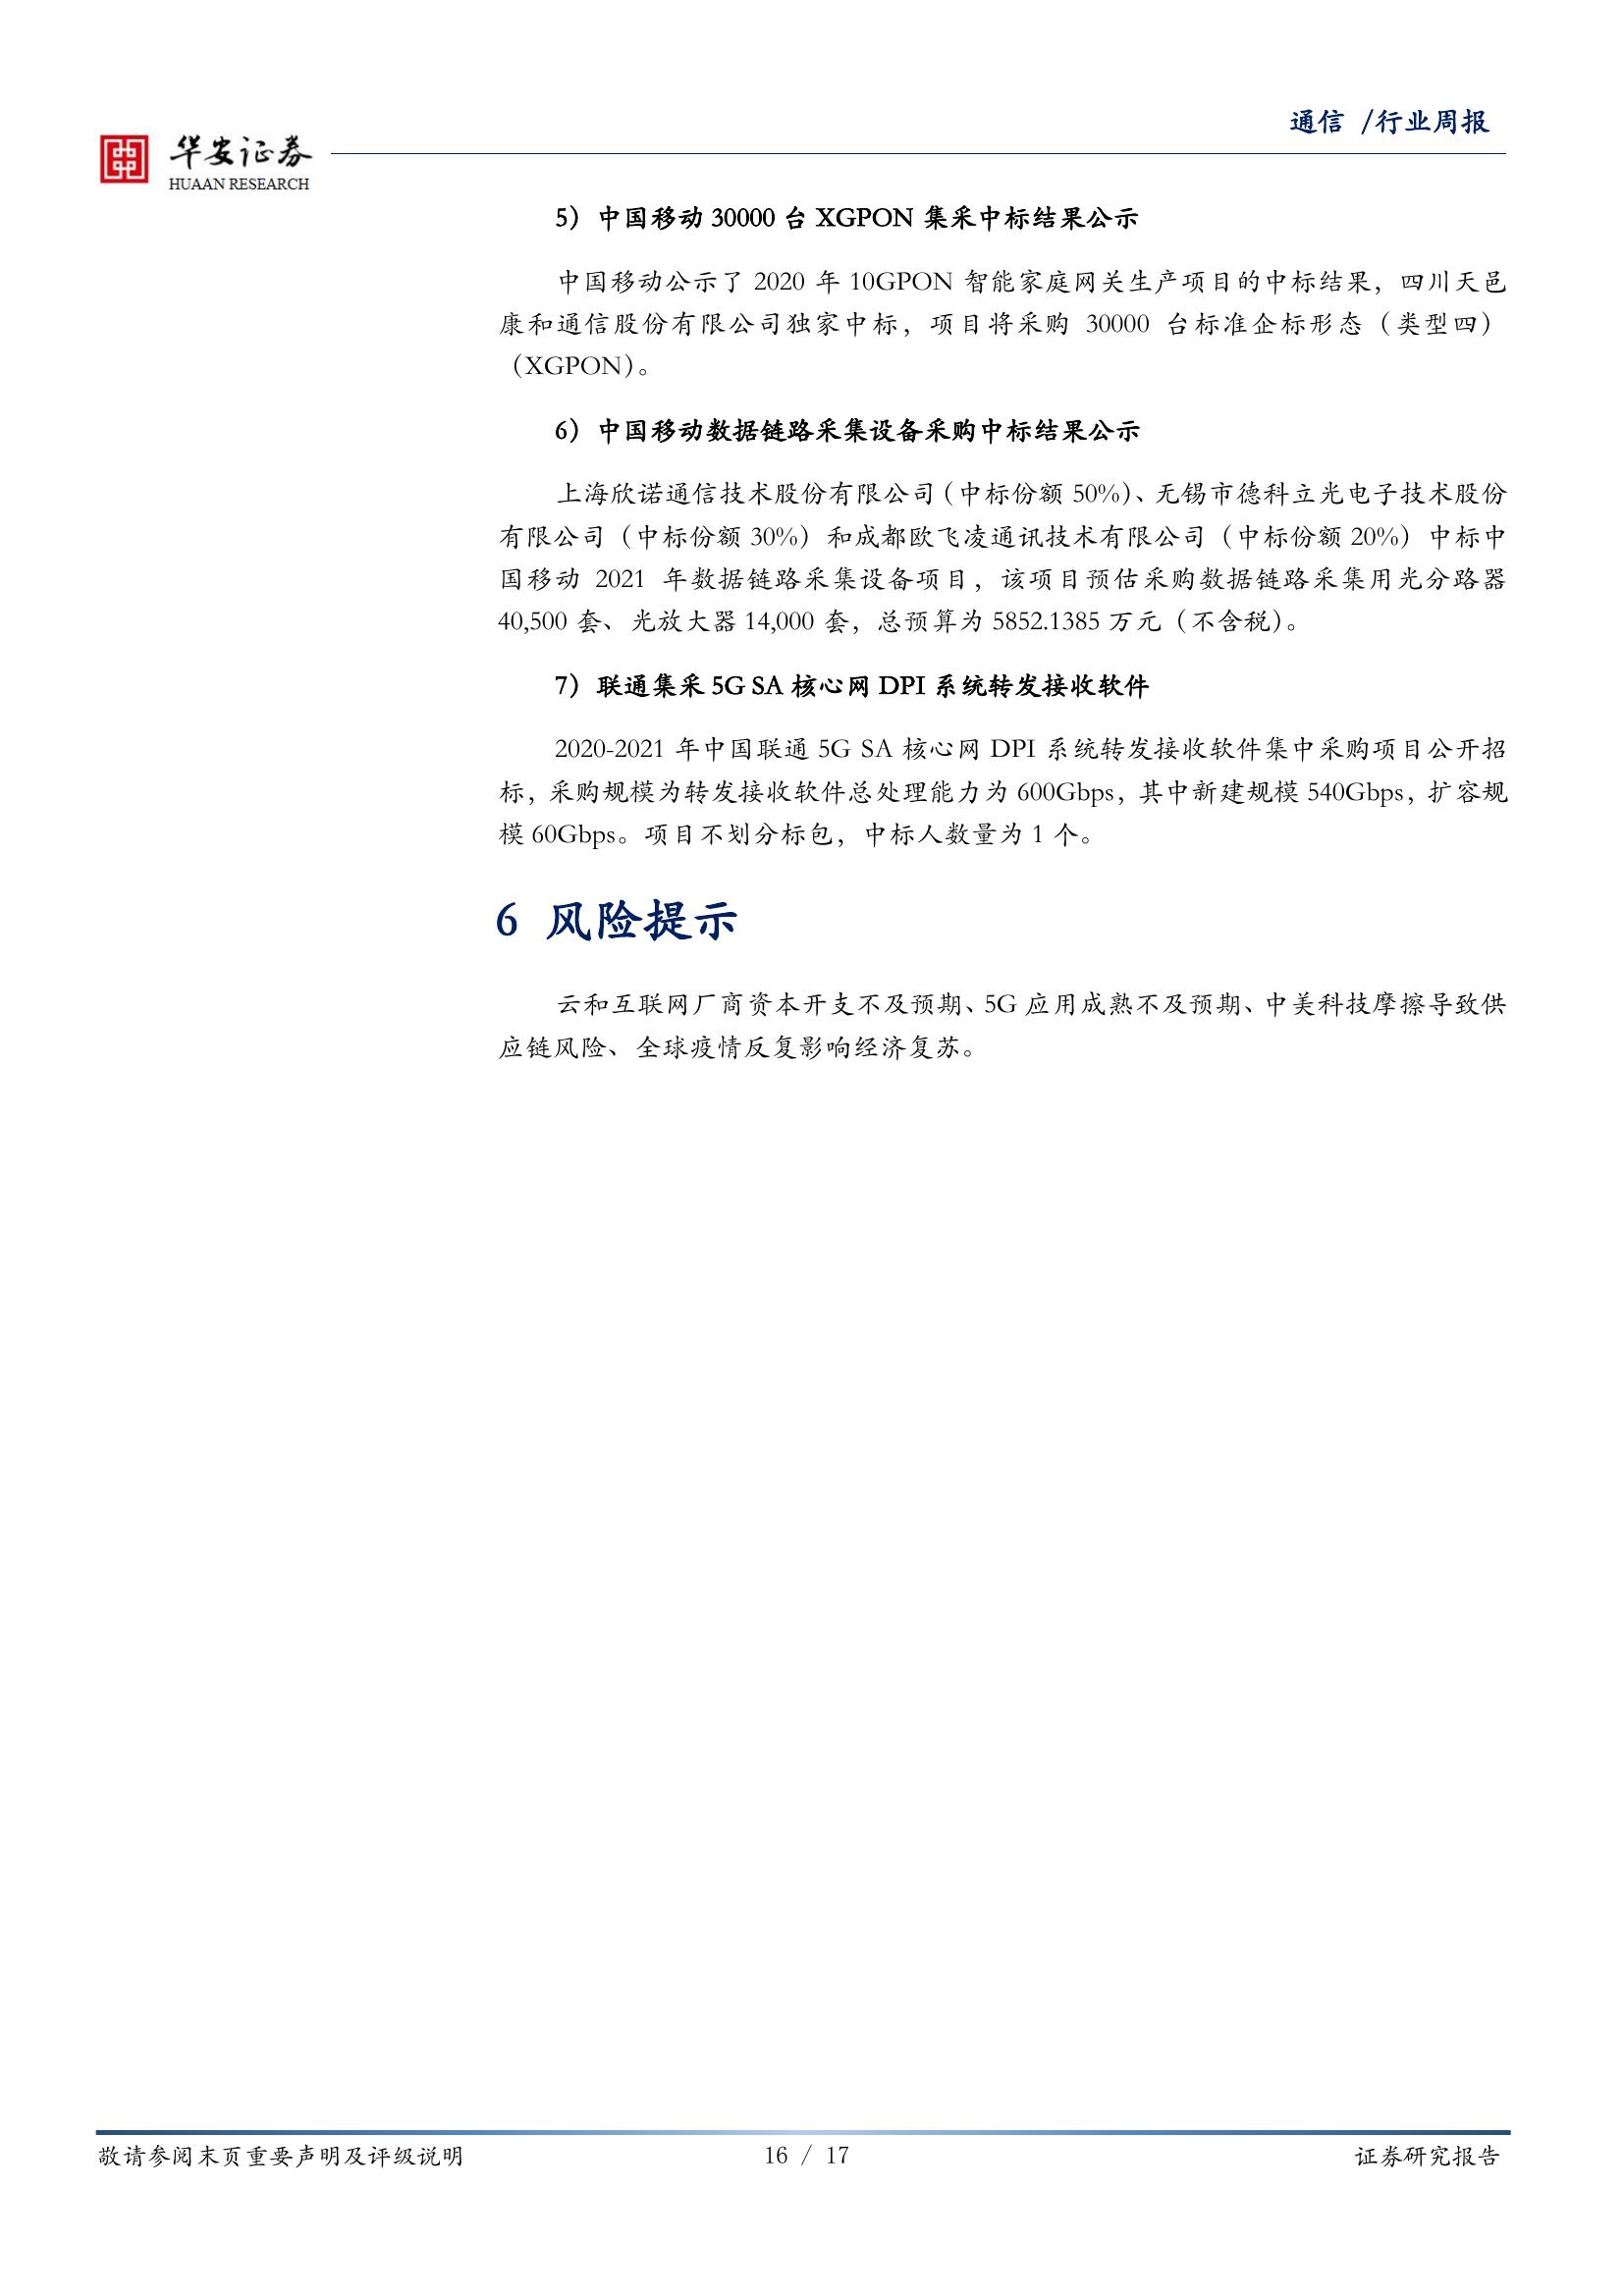 通信 /行业周报
华安证券
HUAAN RESEARCH
5）中国移动 30000 台 XGPON 集采中标结果公示
中国移动公示了 2020 年 10GPON 智能家庭网关生产项目的中标结果，四川天邑
康和通信股份有限公司独家中标，项目将采购 30000 台标准企标形态（类型四）
（XGPON）。
6）中国移动数据链路采集设备采购中标结果公示
上海欣诺通信技术股份有限公司（中标份额 50%）、无锡市德科立光电子技术股份
有限公司（中标份额 30%）和成都欧飞凌通讯技术有限公司（中标份额 20%）中标中
国移动 2021 年数据链路采集设备项目，该项目预估采购数据链路采集用光分路器
40,500 套、光放大器 14,000 套，总预算为 5852.1385 万元（不含税）。
7）联通集采 5G SA 核心网 DPI 系统转发接收软件
2020-2021 年中国联通 5G SA 核心网 DPI 系统转发接收软件集中采购项目公开招
标，采购规模为转发接收软件总处理能力为 600Gbps，其中新建规模 540Gbps，扩容规
模 60Gbps。项目不划分标包，中标人数量为 1 个。
6 风险提示
云和互联网厂商资本开支不及预期、5G 应用成熟不及预期、中美科技摩擦导致供
应链风险、全球疫情反复影响经济复苏。
敬请参阅末页重要声明及评级说明
16 / 17
证券研究报告